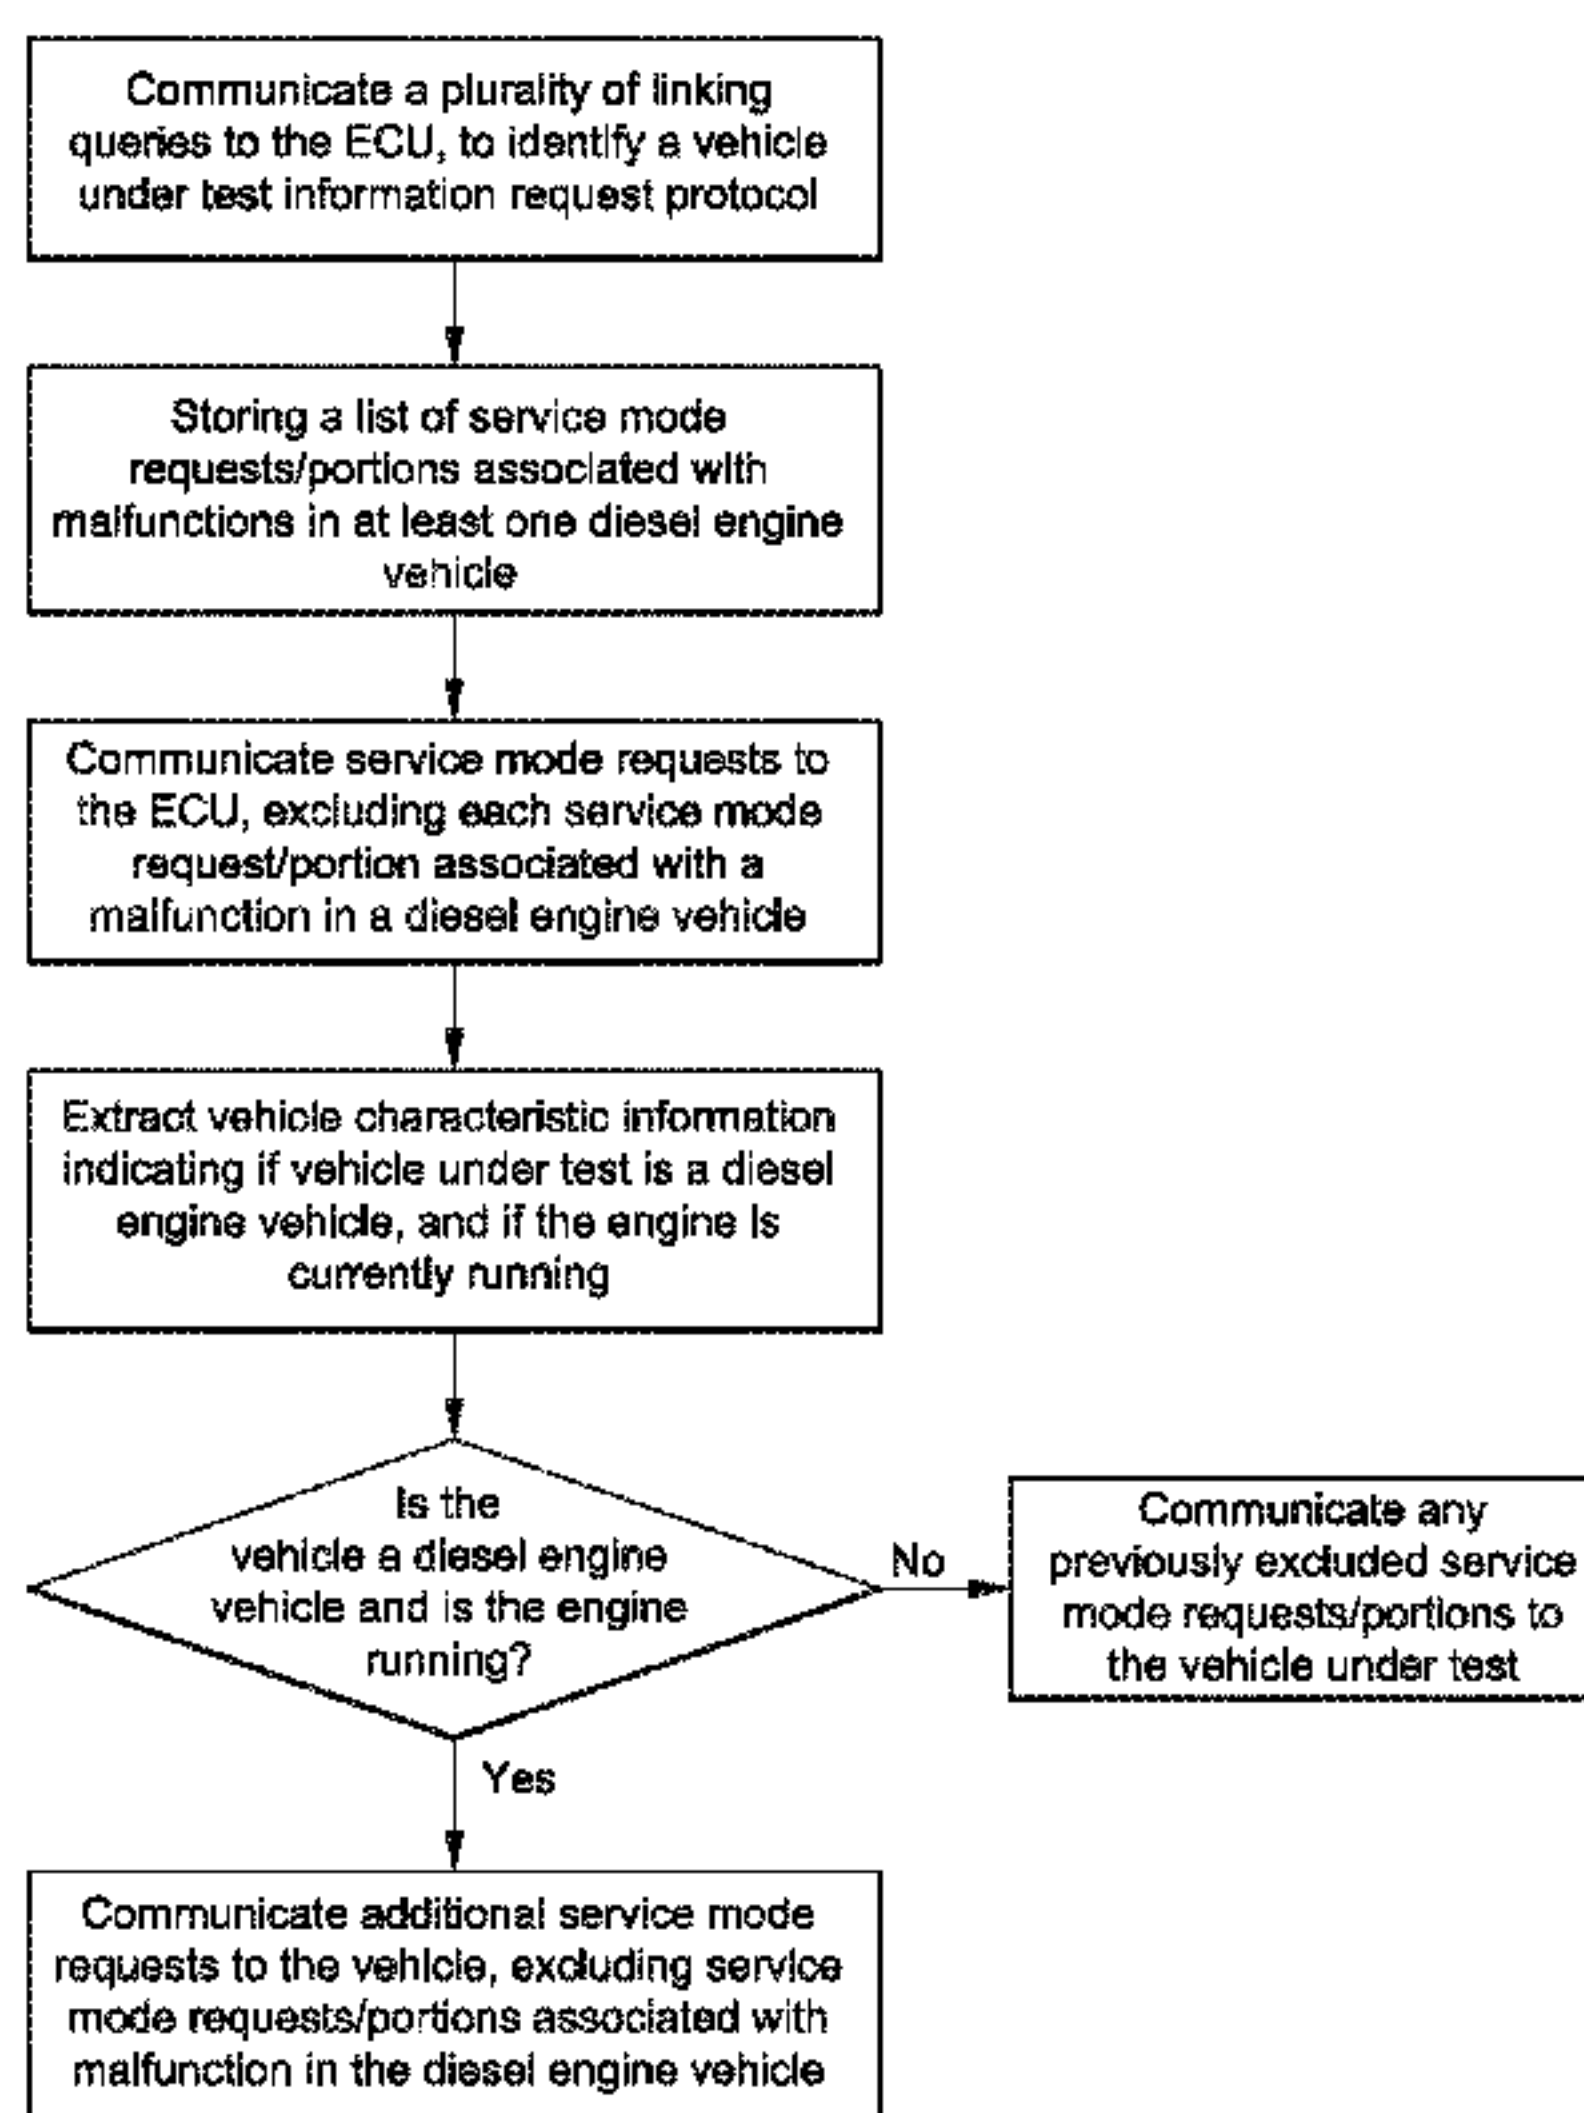 Communicate a plurality of linking
queries to the ECU, to identify a vehicle
under test information request protocol
Storing a list of service mode
requests/portions associated with
malfunctions in at least one diesel engine
vehicle
Communicate service mode requests to
the ECU, excluding each service mode
request/portion associated with a
malfunction in a diesel engine vehicle
Extract vehicle characteristic information
indicating if vehicle under test is a diesel
engine vehicle, and if the engine is
currently running
Is the
vehicle a diesel engine
vehicle and is the engine
running?
No
Communicate any
previously excluded service
mode requests/portions to
the vehicle under test
Yes
Communicate additional service mode
requests to the vehicle, excluding service
mode requests/portions associated with
malfunction in the diesel engine vehicle